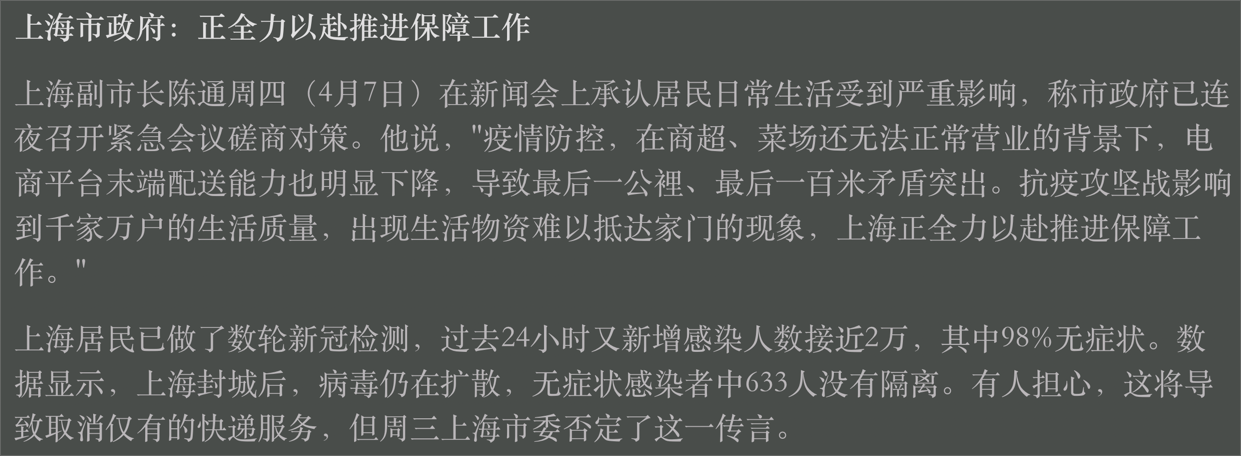 上海市政府：正全力以赴推进保障工作
上海副市长陈通周四（4月7日）在新闻会上承认居民日常生活受到严重影响，称市政府已连
夜召开紧急会议磋商对策。他说，"疫情防控，在商超、菜场还无法正常营业的背景下，电
商平台末端配送能力也明显下降，导致最后一公裡、最后一百米矛盾突出。抗疫攻坚战影响
到千家万户的生活质量，出现生活物资难以抵达家门的现象，上海正全力以赴推进保障工
作。"
上海居民已做了数轮新冠检测，过去24小时又新增感染人数接近2万，其中98%无症状。数
据显示，上海封城后，病毒仍在扩散，无症状感染者中633人没有隔离。有人担心，这将导
致取消仅有的快递服务，但周三上海市委否定了这一传言。